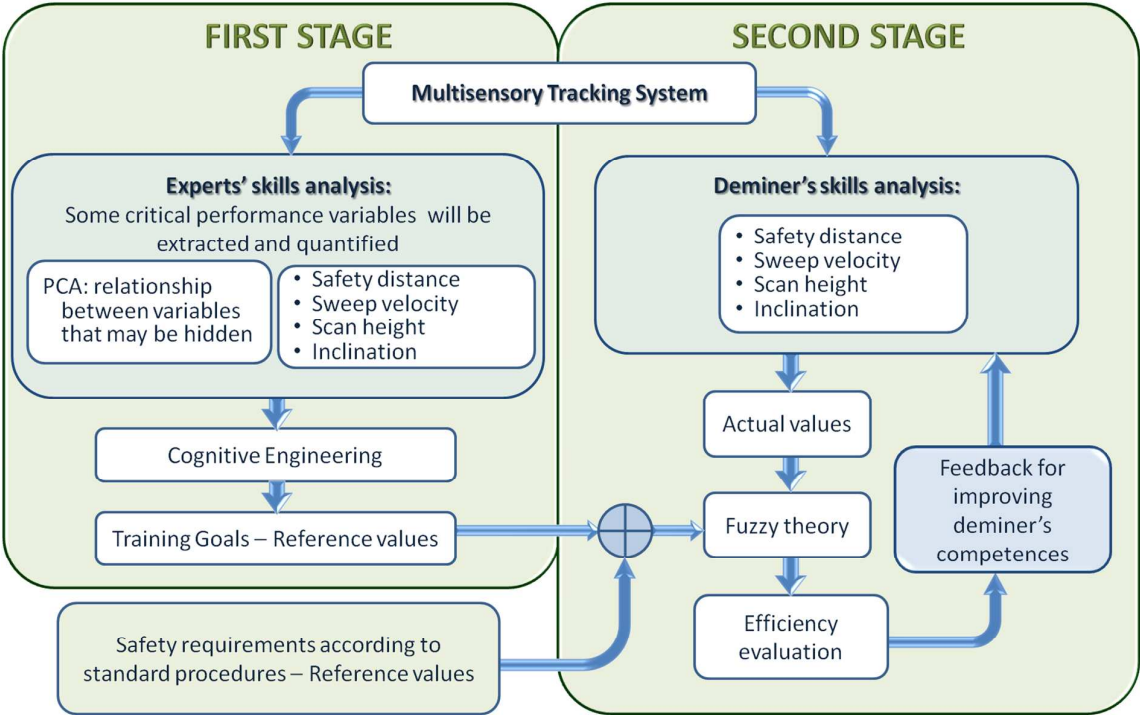 FIRST STAGE
SECOND STAGE
Multisensory Tracking System
Experts' skills analysis:
Some critical performance variables will be
extracted and quantified
PCA: relationship
between variables
that may be hidden
• Safety distance
• Sweep velocity
• Scan height
• Inclination
Cognitive Engineering
Training Goals – Reference values
Safety requirements according to
standard procedures – Reference values
Deminer's skills analysis:
• Safety distance
• Sweep velocity
• Scan height
• Inclination
Actual values
Fuzzy theory
Efficiency
evaluation
Feedback for
improving
deminer's
competences